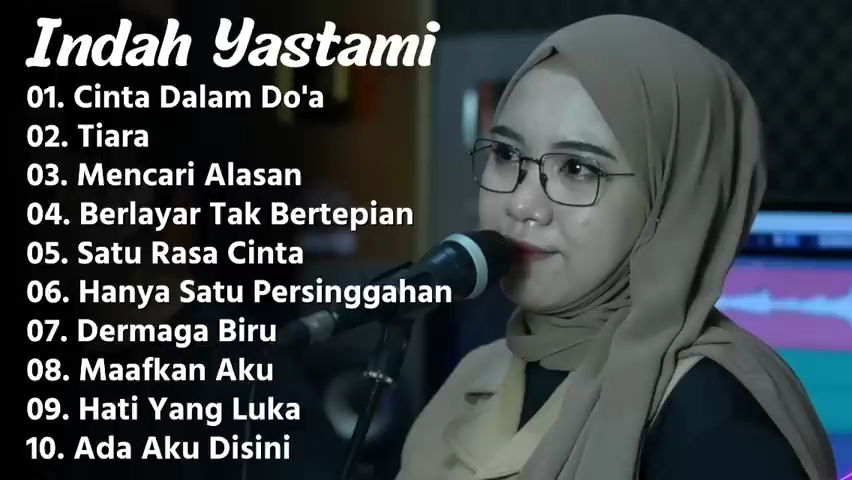 Indah Yastami
01. Cinta Dalam Do'a
02. Tiara
03. Mencari Alasan
04. Berlayar Tak Bertepian
05. Satu Rasa Cinta
06. Hanya Satu Persinggahan
07. Dermaga Biru
08. Maafkan Aku
09. Hati Yang Luka
10. Ada Aku Disini